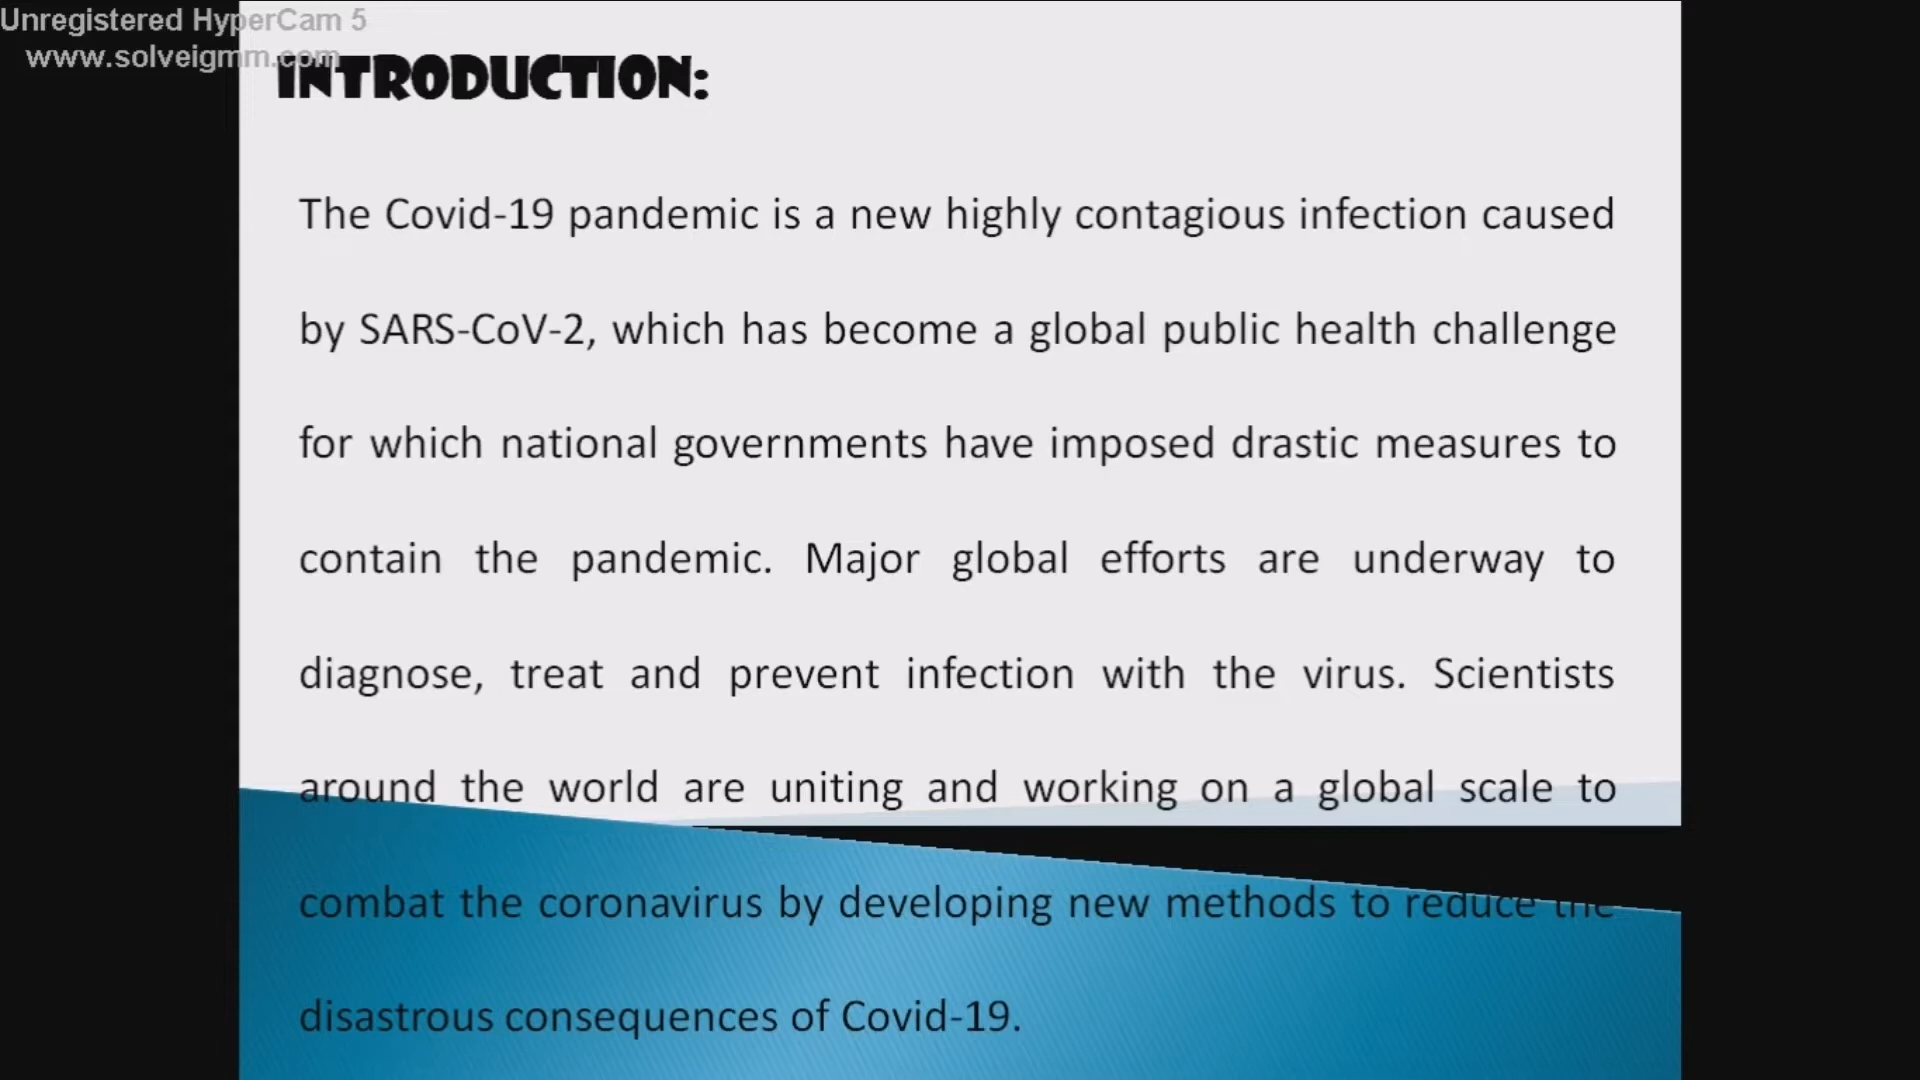 Unregistered HyperCam 5
www.solveigmm.com
INTRODUCTION:
The Covid-19 pandemic is a new highly contagious infection caused
by SARS-CoV-2, which has become a global public health challenge
for which national governments have imposed drastic measures to
contain the pandemic. Major global efforts are underway to
diagnose, treat and prevent infection with the virus. Scientists
around the world are uniting and working on a global scale to
combat the coronavirus by developing new methods to reduce the
disastrous consequences of Covid-19.